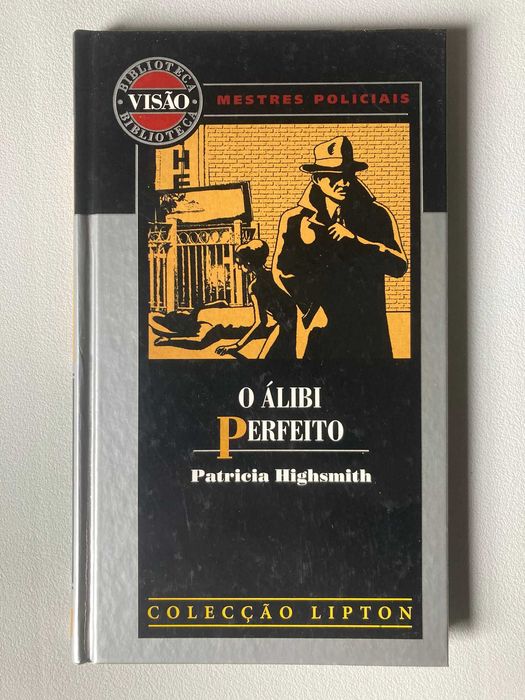 BIBLIOTECA
VISÃO
BIBLIOTECA
MESTRES POLICIAIS
HE
O ÁLIBI
PERFEITO
Patricia Highsmith
COLECÇÃO LIPTON